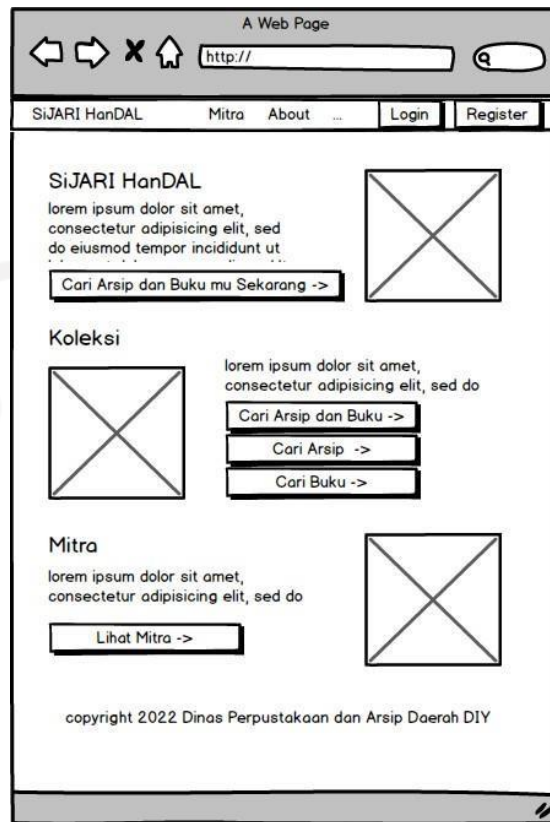 A Web Page
http://
SiJARI HanDAL Mitra About ... Login Register
SiJARI HanDAL
lorem ipsum dolor sit amet,
consectetur adipisicing elit, sed
do eiusmod tempor incididunt ut
Cari Arsip dan Buku mu Sekarang ->
Koleksi
lorem ipsum dolor sit amet,
consectetur adipisicing elit, sed do
Cari Arsip dan Buku ->
Cari Arsip ->
Cari Buku ->
Mitra
lorem ipsum dolor sit amet,
consectetur adipisicing elit, sed do
Lihat Mitra ->
copyright 2022 Dinas Perpustakaan dan Arsip Daerah DIY